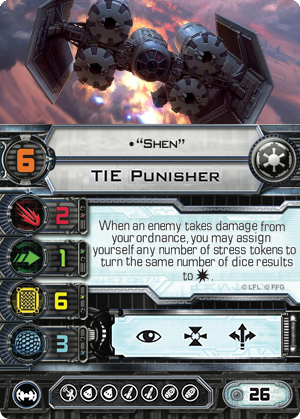 •“Shen”
6
TIE Punisher
2
When an enemy takes damage from
your ordnance, you may assign
yourself any number of stress tokens to
turn the same number of dice results
to .
1
© LFL © FFG
6
3
26